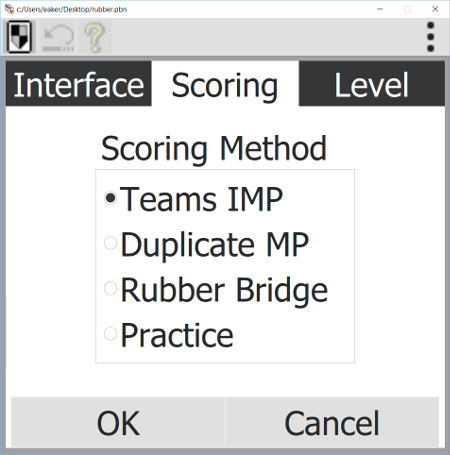 c:/Users/eaker/Desktop/rubber.pbn
Interface Scoring Level
Scoring Method
Teams IMP
Duplicate MP
Rubber Bridge
Practice
OK Cancel